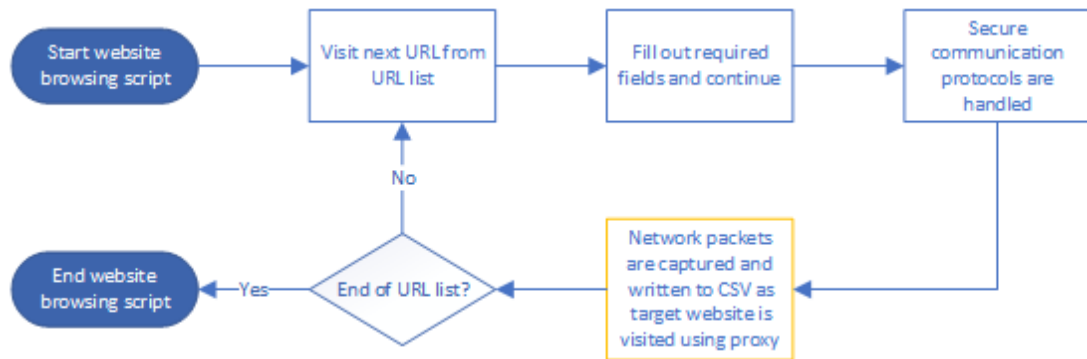 Start website
browsing script
Visit next URL from
URL list
Fill out required
fields and continue
Secure
communication
protocols are
handled
No
Network packets
are captured and
written to CSV as
target website is
visited using proxy
End of URL list?
Yes
End website
browsing script